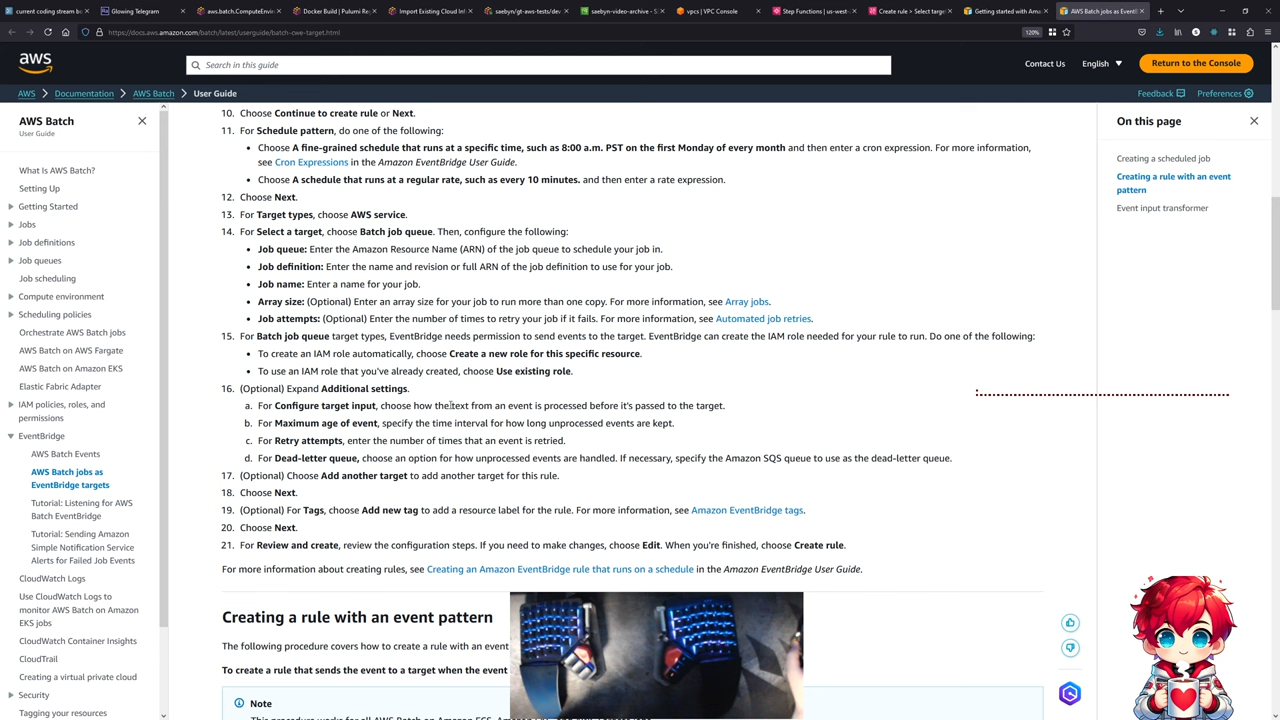 current coding stream bo
Glowing Telegram
aws.batch.ComputeEnviro
Docker Build | Pulumi Re
Import Existing Cloud Inf
saebyn/gt-aws-tests/dev
saebyn-video-archive - S
vpcs | VPC Console
Step Functions | us-west-
Create rule > Select targe
Getting started with Ama
AWS Batch jobs as EventB
https://docs.aws.amazon.com/batch/latest/userguide/batch-cwe-target.html
120%
aws
Search in this guide
Contact Us
English
Return to the Console
AWS
Documentation
AWS Batch
User Guide
Feedback
Preferences
AWS Batch
User Guide
What Is AWS Batch?
Setting Up
Getting Started
Jobs
Job definitions
Job queues
Job scheduling
Compute environment
Scheduling policies
Orchestrate AWS Batch jobs
AWS Batch on AWS Fargate
AWS Batch on Amazon EKS
Elastic Fabric Adapter
IAM policies, roles, and
permissions
EventBridge
AWS Batch Events
AWS Batch jobs as
EventBridge targets
Tutorial: Listening for AWS
Batch EventBridge
Tutorial: Sending Amazon
Simple Notification Service
Alerts for Failed Job Events
CloudWatch Logs
Use CloudWatch Logs to
monitor AWS Batch on Amazon
EKS jobs
CloudWatch Container Insights
CloudTrail
Creating a virtual private cloud
Security
Tagging your resources
10. Choose Continue to create rule or Next.
11. For Schedule pattern, do one of the following:
• Choose A fine-grained schedule that runs at a specific time, such as 8:00 a.m. PST on the first Monday of every month and then enter a cron expression. For more information,
see Cron Expressions in the Amazon EventBridge User Guide.
• Choose A schedule that runs at a regular rate, such as every 10 minutes. and then enter a rate expression.
12. Choose Next.
13. For Target types, choose AWS service.
14. For Select a target, choose Batch job queue. Then, configure the following:
• Job queue: Enter the Amazon Resource Name (ARN) of the job queue to schedule your job in.
• Job definition: Enter the name and revision or full ARN of the job definition to use for your job.
• Job name: Enter a name for your job.
• Array size: (Optional) Enter an array size for your job to run more than one copy. For more information, see Array jobs.
• Job attempts: (Optional) Enter the number of times to retry your job if it fails. For more information, see Automated job retries.
15. For Batch job queue target types, EventBridge needs permission to send events to the target. EventBridge can create the IAM role needed for your rule to run. Do one of the following:
• To create an IAM role automatically, choose Create a new role for this specific resource.
• To use an IAM role that you've already created, choose Use existing role.
16. (Optional) Expand Additional settings.
a. For Configure target input, choose how the text from an event is processed before it's passed to the target.
b. For Maximum age of event, specify the time interval for how long unprocessed events are kept.
c. For Retry attempts, enter the number of times that an event is retried.
d. For Dead-letter queue, choose an option for how unprocessed events are handled. If necessary, specify the Amazon SQS queue to use as the dead-letter queue.
17. (Optional) Choose Add another target to add another target for this rule.
18. Choose Next.
19. (Optional) For Tags, choose Add new tag to add a resource label for the rule. For more information, see Amazon EventBridge tags.
20. Choose Next.
21. For Review and create, review the configuration steps. If you need to make changes, choose Edit. When you're finished, choose Create rule.
For more information about creating rules, see Creating an Amazon EventBridge rule that runs on a schedule in the Amazon EventBridge User Guide.
Creating a rule with an event pattern
The following procedure covers how to create a rule with an event
To create a rule that sends the event to a target when the event
Note
On this page
Creating a scheduled job
Creating a rule with an event
pattern
Event input transformer